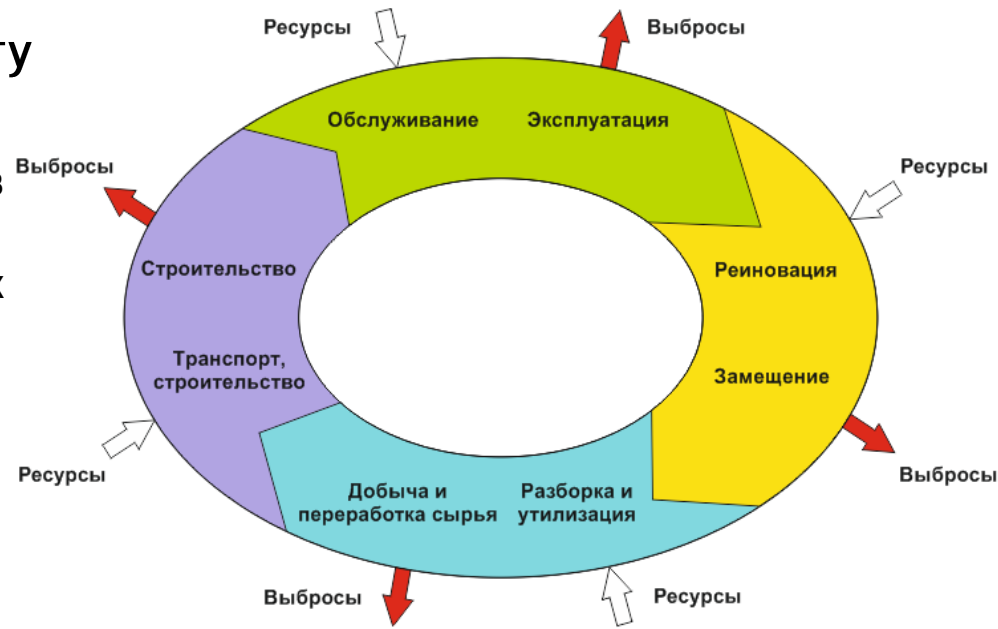 Ресурсы
Выбросы
ту
Обслуживание Эксплуатация
Выбросы
Ресурсы
в
Строительство
Реиновация
х
Транспорт,
строительство
Замещение
Ресурсы
Выбросы
Добыча и
переработка сырья
Разборка и
утилизация
Выбросы
Ресурсы